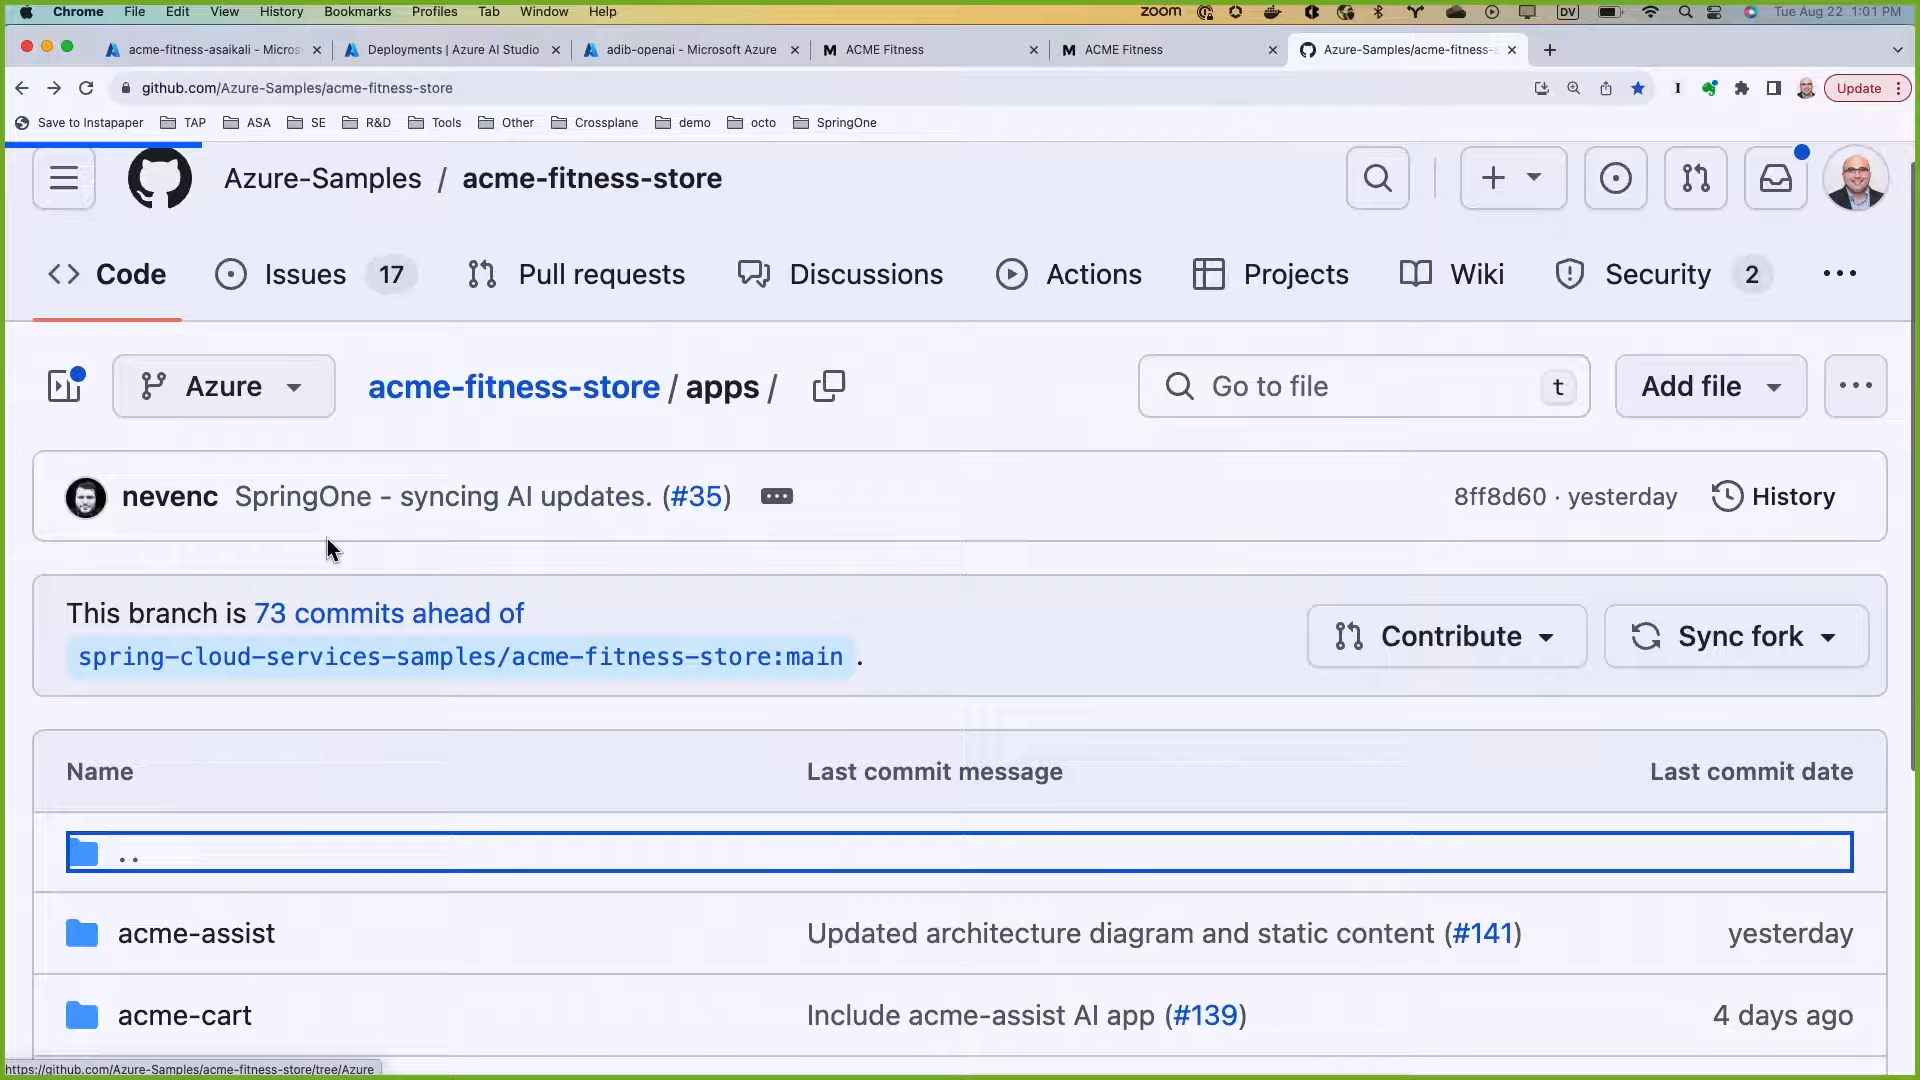 Chrome File Edit View History Bookmarks Profiles Tab Window Help zoom DV Tue Aug 22 1:01 PM
acme-fitness-asaikali - Micros Deployments | Azure AI Studio adib-openai - Microsoft Azure M ACME Fitness M ACME Fitness Azure-Samples/acme-fitness-
github.com/Azure-Samples/acme-fitness-store I Update
Save to Instapaper TAP ASA SE R&D Tools Other Crossplane demo octo SpringOne
Azure-Samples / acme-fitness-store
Code Issues 17 Pull requests Discussions Actions Projects Wiki Security 2
Azure acme-fitness-store / apps / Go to file t Add file
nevenc SpringOne - syncing AI updates. (#35) 8ff8d60 · yesterday History
This branch is 73 commits ahead of
spring-cloud-services-samples/acme-fitness-store:main .
Contribute Sync fork
Name Last commit message Last commit date
..
acme-assist Updated architecture diagram and static content (#141) yesterday
acme-cart Include acme-assist AI app (#139) 4 days ago
https://github.com/Azure-Samples/acme-fitness-store/tree/Azure